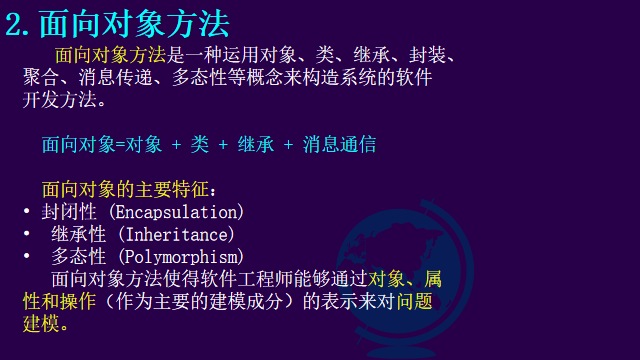 2.面向对象方法
面向对象方法是一种运用对象、类、继承、封装、
聚合、消息传递、多态性等概念来构造系统的软件
开发方法。
面向对象=对象 + 类 + 继承 + 消息通信
面向对象的主要特征：
• 封闭性 (Encapsulation)
• 继承性 (Inheritance)
• 多态性 (Polymorphism)
面向对象方法使得软件工程师能够通过对象、属
性和操作（作为主要的建模成分）的表示来对问题
建模。